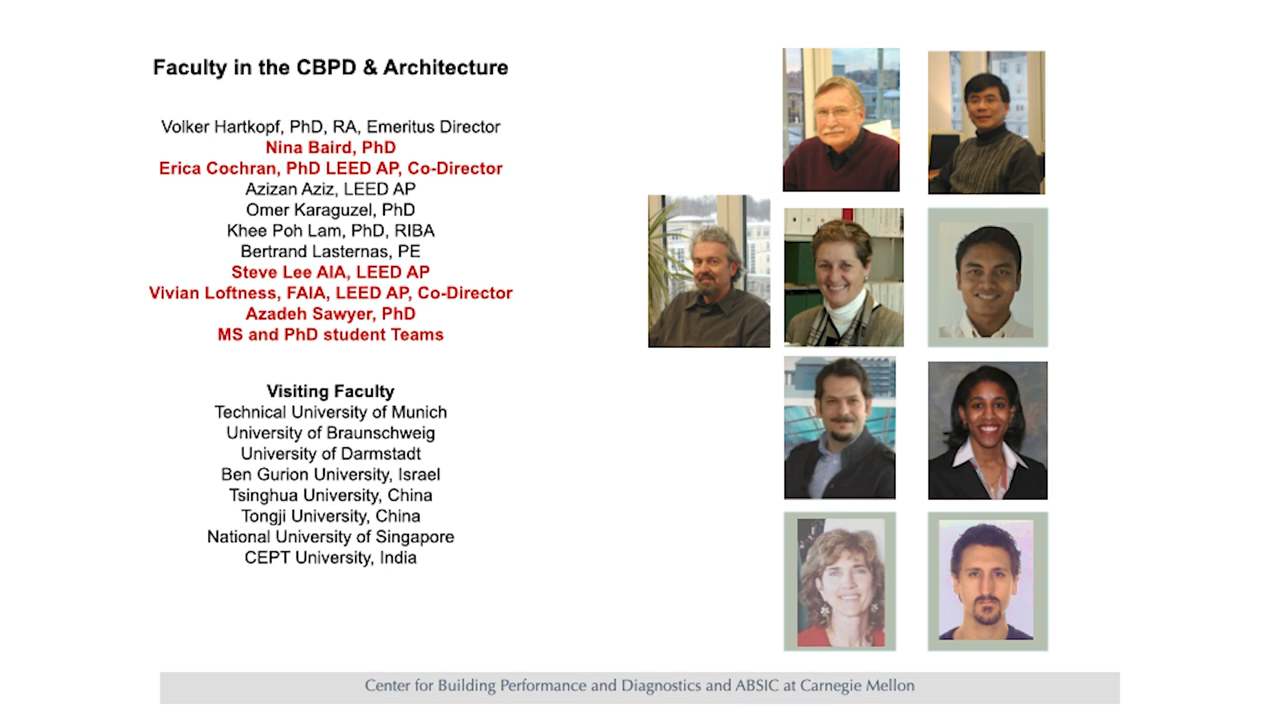 Faculty in the CBPD & Architecture
Volker Hartkopf, PhD, RA, Emeritus Director
Nina Baird, PhD
Erica Cochran, PhD LEED AP, Co-Director
Azizan Aziz, LEED AP
Omer Karaguzel, PhD
Khee Poh Lam, PhD, RIBA
Bertrand Lasternas, PE
Steve Lee AIA, LEED AP
Vivian Loftness, FAIA, LEED AP, Co-Director
Azadeh Sawyer, PhD
MS and PhD student Teams
Visiting Faculty
Technical University of Munich
University of Braunschweig
University of Darmstadt
Ben Gurion University, Israel
Tsinghua University, China
Tongji University, China
National University of Singapore
CEPT University, India
Center for Building Performance and Diagnostics and ABSIC at Carnegie Mellon